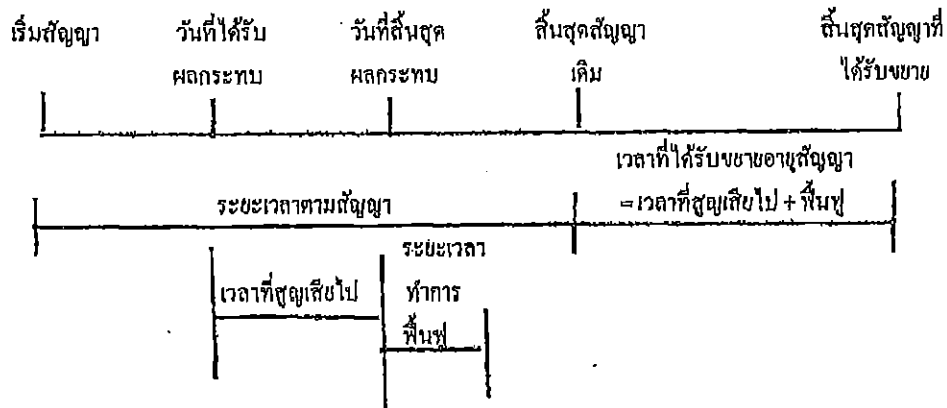 เริ่มสัญญา วันที่ได้รับ วันที่สิ้นสุด สิ้นสุดสัญญา สิ้นสุดสัญญาที่
ผลกระทบ ผลกระทบ เดิม ได้รับขยาย
เวลาที่ได้รับขยายอายุสัญญา
ระยะเวลาตามสัญญา =เวลาที่สูญเสียไป + ฟื้นฟู
ระยะเวลา
เวลาที่สูญเสียไป ทำการ
ฟื้นฟู